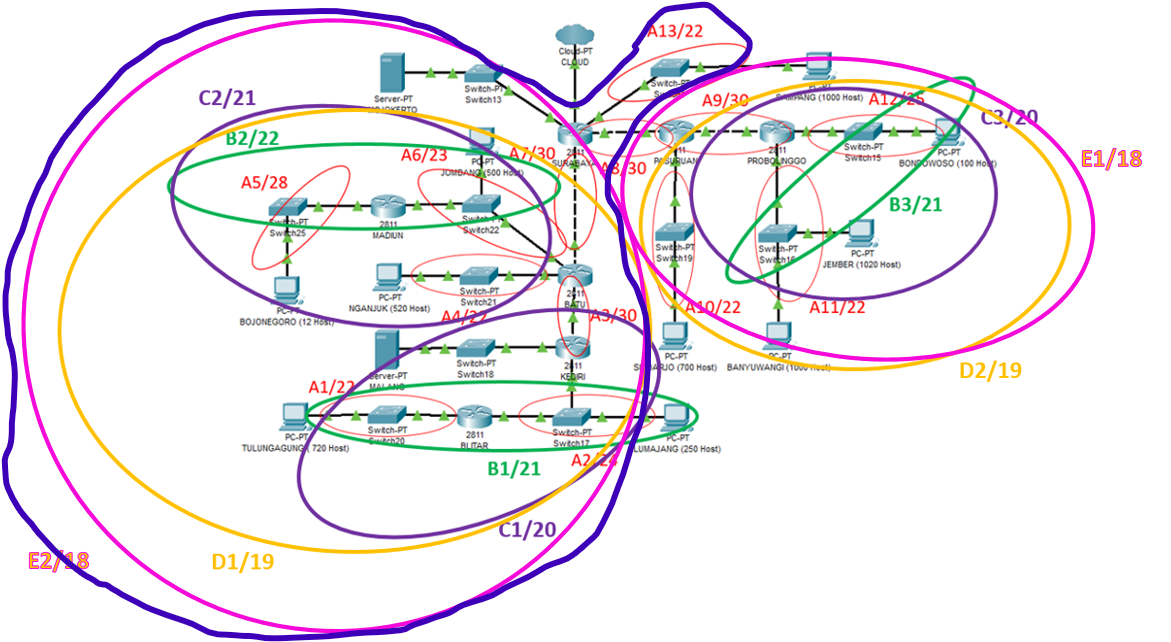 A13/22
Cloud-PT
CLOUD
Server-PT
Switch-PT
Switch13
C2/21
A9/30
(1000 Host)
A12/25
C3/20
B2/22
A6/23
A7/30
PC-PT
JOMBANG (500 Host)
2811
SURABAYA
PASURUAN
2811
PROBOLINGGO
Switch-PT
Switch15
PC-PT
BONDOWOSO (100 Host)
E1/18
A5/28
A8/30
B3/21
Switch-PT
Switch25
2811
MADIUN
Switch-PT
Switch22
Switch-PT
Switch19
Switch-PT
Switch16
PC-PT
JEMBER (1020 Host)
PC-PT
BOJONEGORO (12 Host)
PC-PT
NGANJUK (520 Host)
Switch-PT
Switch21
2811
BATU
A4/22
A3/30
A10/22
A11/22
Server-PT
MALANG
Switch-PT
Switch18
2811
KEDIRI
PC-PT
(700 Host)
PC-PT
BANYUWANGI (1000 Host)
D2/19
A1/22
PC-PT
TULUNGAGUNG (720 Host)
Switch-PT
Switch20
2811
BLITAR
Switch-PT
Switch17
PC-PT
LUMAJANG (250 Host)
B1/21
A2/24
C1/20
E2/18
D1/19